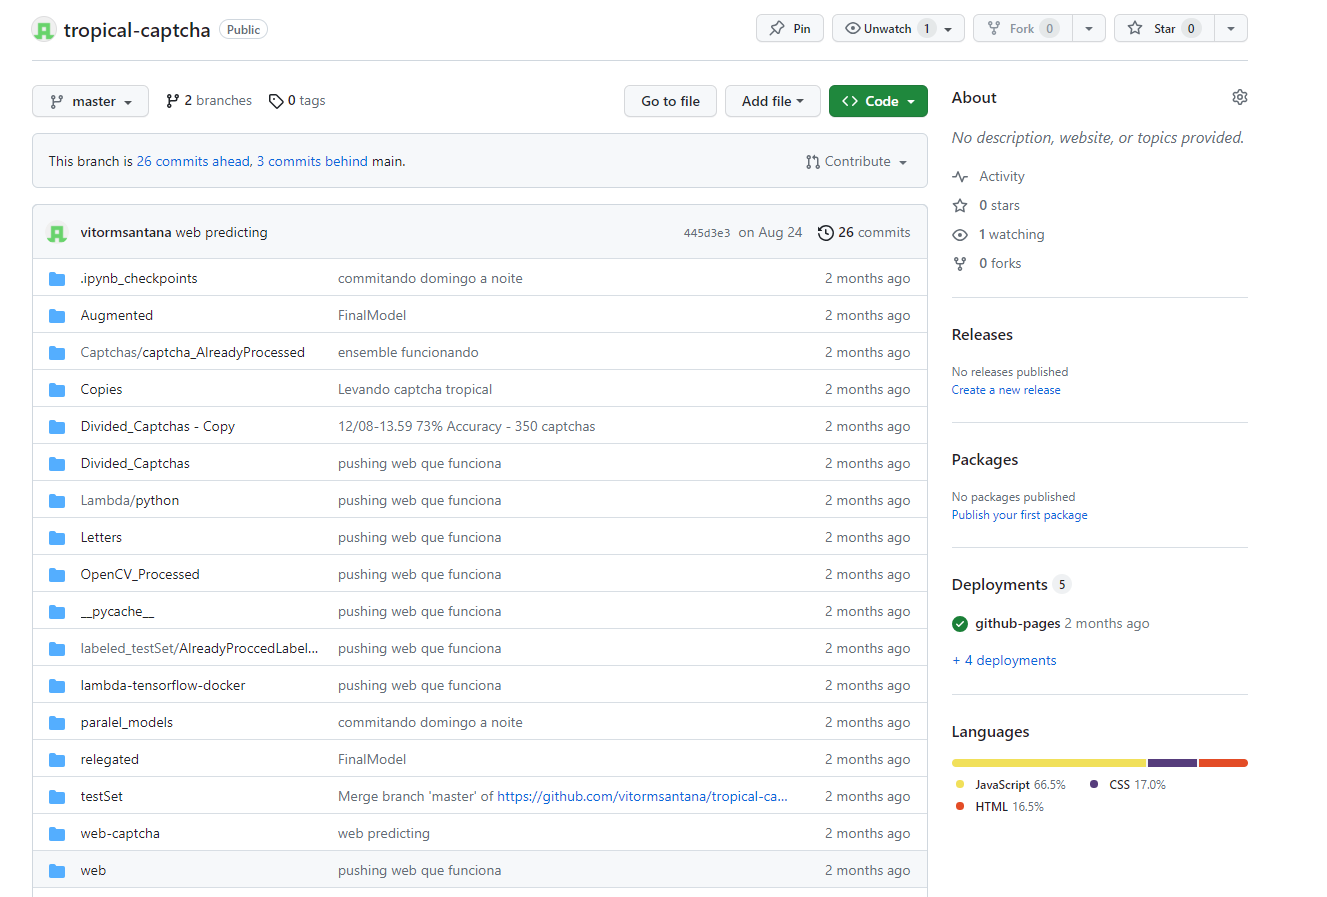 tropical-captcha Public Pin Unwatch 1 Fork 0 Star 0
master 2 branches 0 tags Go to file Add file Code
This branch is 26 commits ahead, 3 commits behind main. Contribute
vitormsantana web predicting 445d3e3 on Aug 24 26 commits
.ipynb_checkpoints commitando domingo a noite 2 months ago
Augmented FinalModel 2 months ago
Captchas/captcha_AlreadyProcessed ensemble funcionando 2 months ago
Copies Levando captcha tropical 2 months ago
Divided_Captchas - Copy 12/08-13.59 73% Accuracy - 350 captchas 2 months ago
Divided_Captchas pushing web que funciona 2 months ago
Lambda/python pushing web que funciona 2 months ago
Letters pushing web que funciona 2 months ago
OpenCV_Processed pushing web que funciona 2 months ago
__pycache__ pushing web que funciona 2 months ago
labeled_testSet/AlreadyProccedLabel... pushing web que funciona 2 months ago
lambda-tensorflow-docker pushing web que funciona 2 months ago
paralel_models commitando domingo a noite 2 months ago
relegated FinalModel 2 months ago
testSet Merge branch 'master' of https://github.com/vitormsantana/tropical-ca... 2 months ago
web-captcha web predicting 2 months ago
web pushing web que funciona 2 months ago
About
No description, website, or topics provided.
Activity
0 stars
1 watching
0 forks
Releases
No releases published
Create a new release
Packages
No packages published
Publish your first package
Deployments 5
github-pages 2 months ago
+ 4 deployments
Languages
JavaScript 66.5% CSS 17.0%
HTML 16.5%